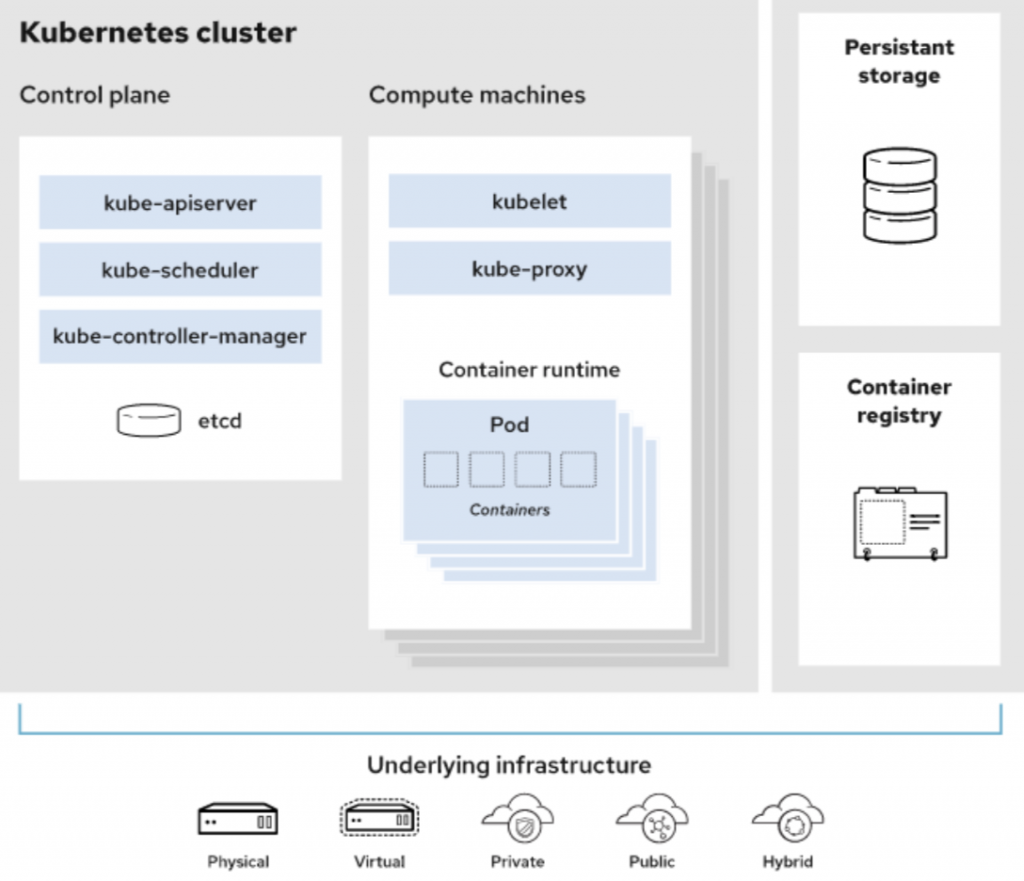 Kubernetes cluster
Control plane
kube-apiserver
kube-scheduler
kube-controller-manager
etcd
Compute machines
kubelet
kube-proxy
Container runtime
Pod
Containers
Persistant
storage
Container
registry
Underlying infrastructure
Physical
Virtual
Private
Public
Hybrid